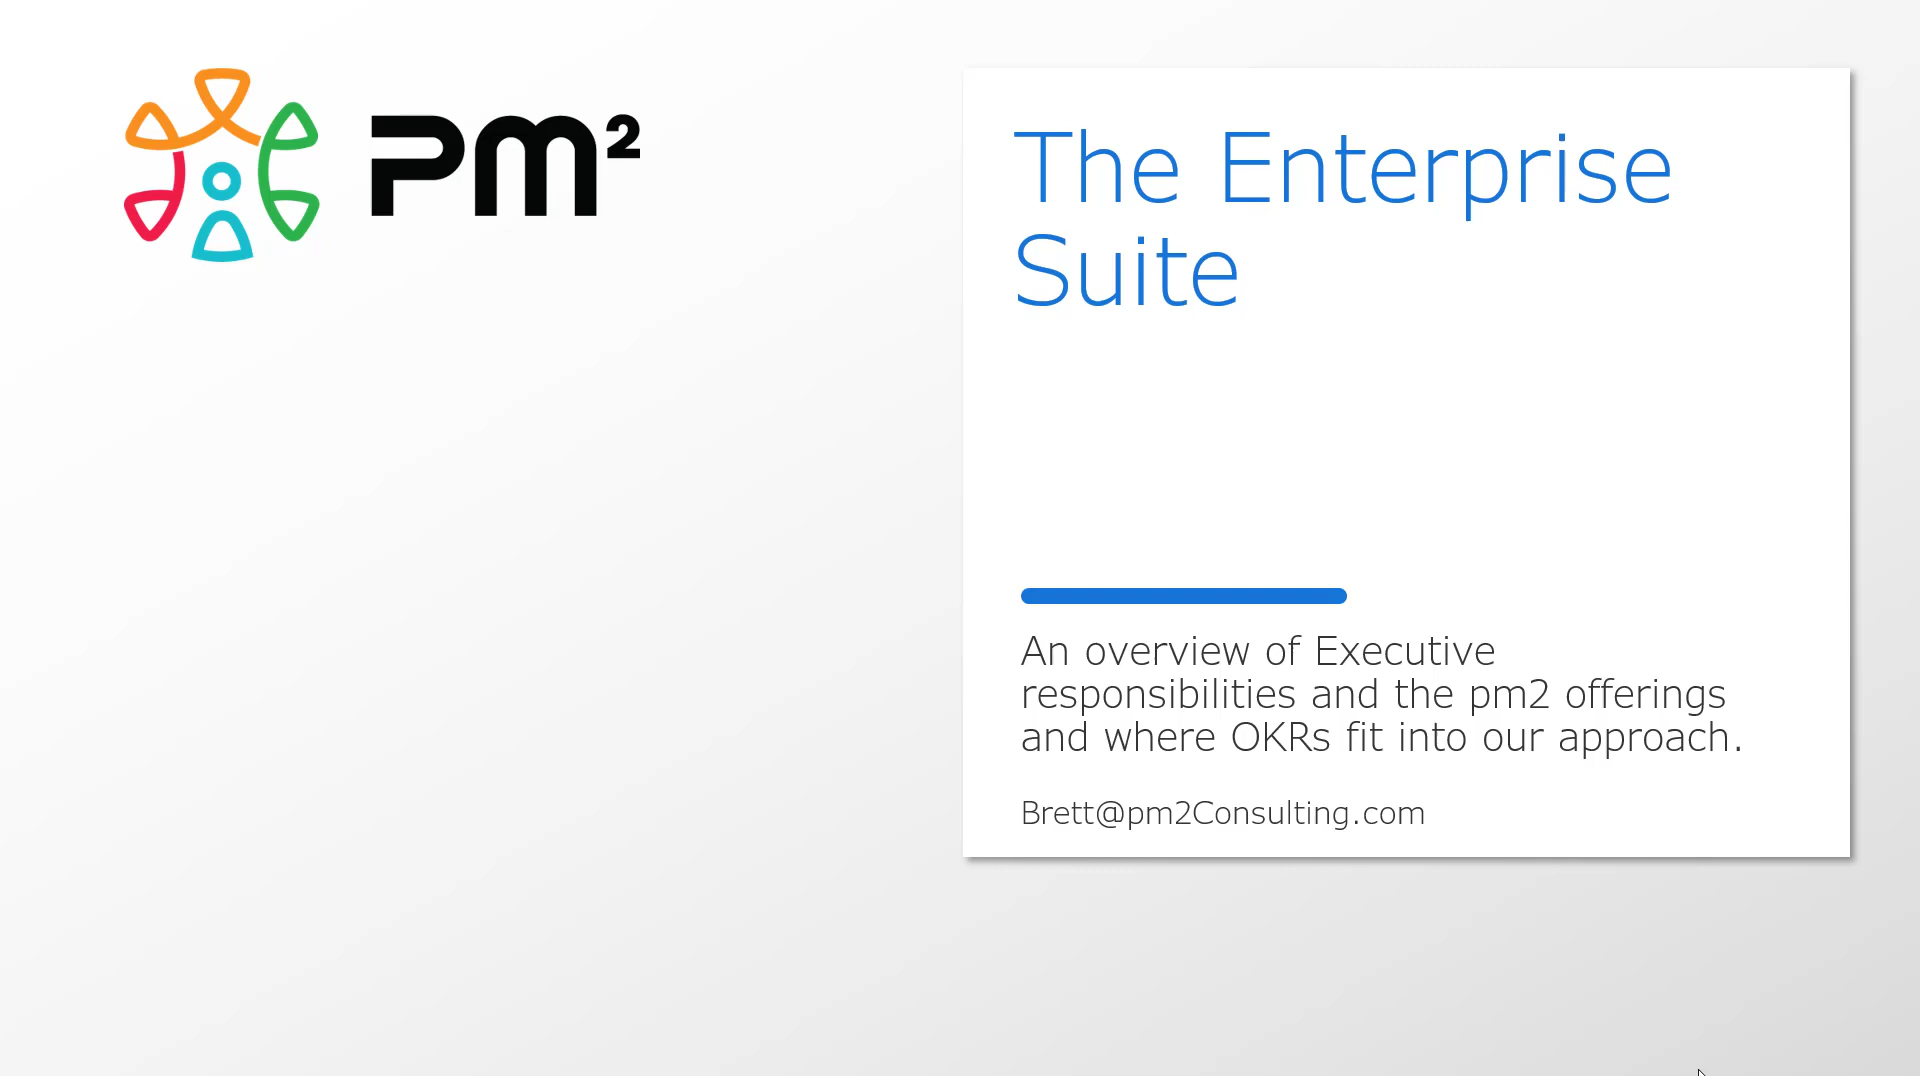 PM²
The Enterprise
Suite
An overview of Executive
responsibilities and the pm2 offerings
and where OKRs fit into our approach.
Brett@pm2Consulting.com